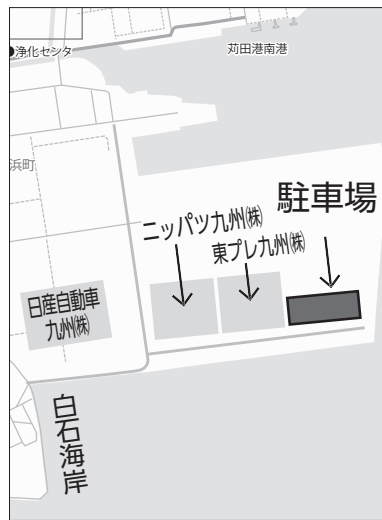 浄化センタ
苅田港南港
浜町
駐車場
ニッパツ九州㈱
東プレ九州㈱
日産自動車
九州㈱
白石海岸